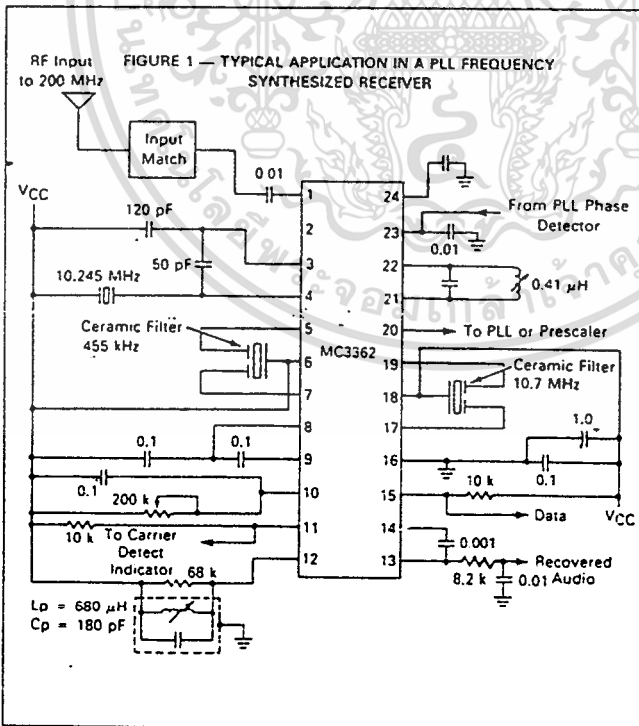 FIGURE 1 — TYPICAL APPLICATION IN A PLL FREQUENCY
SYNTHESIZED RECEIVER
RF Input
to 200 MHz
Input
Match
0.01
VCC
120 pF
50 pF
10.245 MHz
Ceramic Filter
455 kHz
0.1
0.1
0.1
200 k
10 k
To Carrier
Detect
Indicator
68 k
Lp = 680 μH
Cp = 180 pF
1
2
3
4
5
6
7
8
9
10
11
12
MC3362
24
23
22
21
20
19
18
17
16
15
14
13
From PLL Phase
Detector
0.01
0.41 μH
To PLL or Prescaler
Ceramic Filter
10.7 MHz
1.0
0.1
10 k
Data
VCC
0.001
8.2 k
0.01
Recovered
Audio